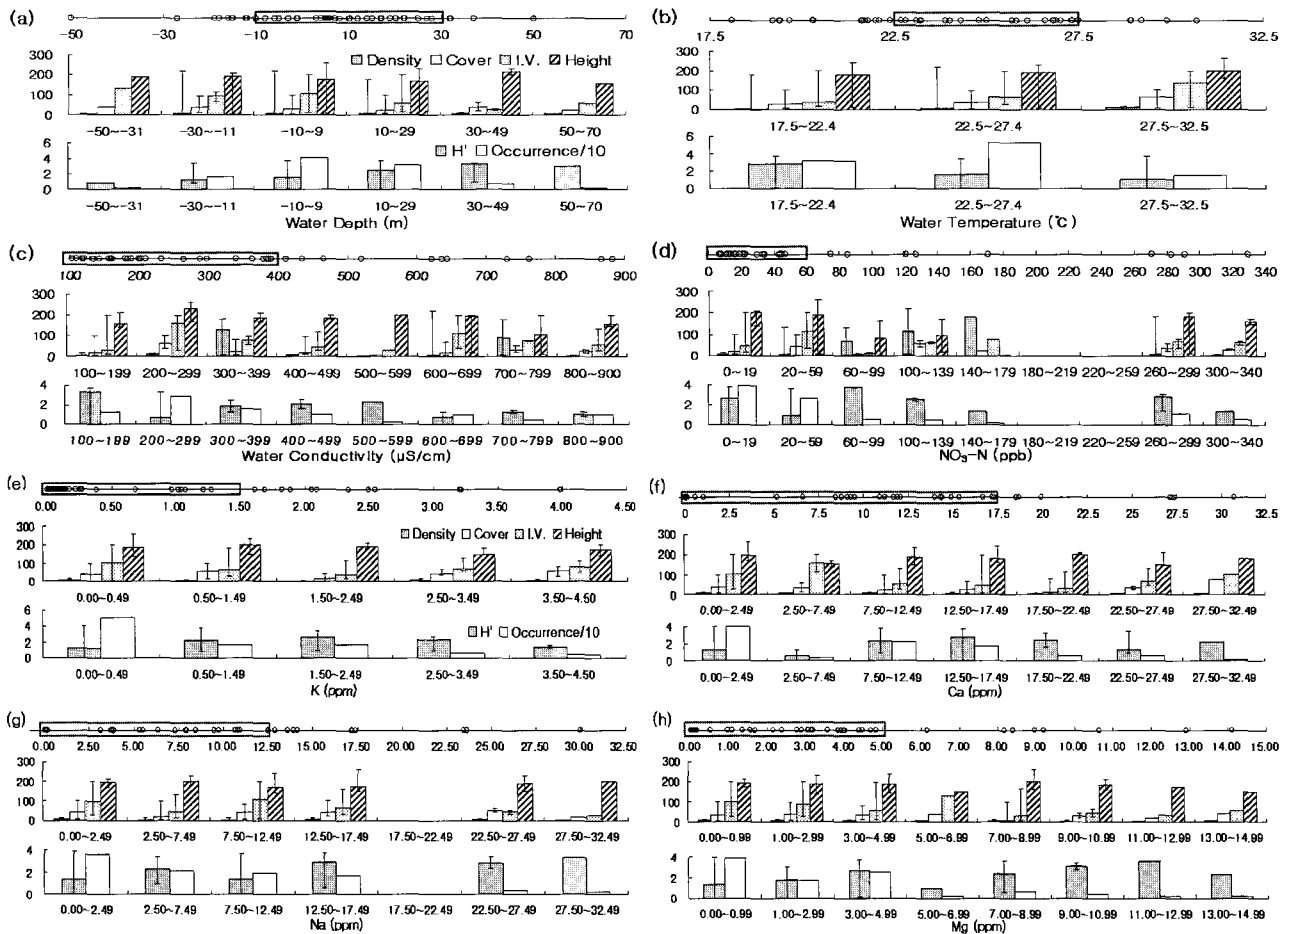 (a)
−50 −30 −10 10 30 50 70
300
200
100
0
Density Cover I.V. Height
−50~−31 −30~−11 −10~9 10~29 30~49 50~70
6
4
2
0
H' Occurrence/10
−50~−31 −30~−11 −10~9 10~29 30~49 50~70
Water Depth (m)
(b)
17.5 22.5 27.5 32.5
300
200
100
0
17.5~22.4 22.5~27.4 27.5~32.5
6
4
2
0
17.5~22.4 22.5~27.4 27.5~32.5
Water Temperature (℃)
(c)
100 200 300 400 500 600 700 800 900
300
200
100
0
100~199 200~299 300~399 400~499 500~599 600~699 700~799 800~900
4
2
0
100~199 200~299 300~399 400~499 500~599 600~699 700~799 800~900
Water Conductivity (μS/cm)
(d)
0 20 40 60 80 100 120 140 160 180 200 220 240 260 280 300 320 340
300
200
100
0
0~19 20~59 60~99 100~139 140~179 180~219 220~259 260~299 300~340
4
2
0
0~19 20~59 60~99 100~139 140~179 180~219 220~259 260~299 300~340
NO₃−N (ppb)
(e)
0.00 0.50 1.00 1.50 2.00 2.50 3.00 3.50 4.00 4.50
300
200
100
0
Density Cover I.V. Height
0.00~0.49 0.50~1.49 1.50~2.49 2.50~3.49 3.50~4.50
6
4
2
0
H' Occurrence/10
0.00~0.49 0.50~1.49 1.50~2.49 2.50~3.49 3.50~4.50
K (ppm)
(f)
0 2.5 5 7.5 10 12.5 15 17.5 20 22.5 25 27.5 30 32.5
300
200
100
0
0.00~2.49 2.50~7.49 7.50~12.49 12.50~17.49 17.50~22.49 22.50~27.49 27.50~32.49
4
2
0
0.00~2.49 2.50~7.49 7.50~12.49 12.50~17.49 17.50~22.49 22.50~27.49 27.50~32.49
Ca (ppm)
(g)
0.00 2.50 5.00 7.50 10.00 12.50 15.00 17.50 20.00 22.50 25.00 27.50 30.00 32.50
300
200
100
0
0.00~2.49 2.50~7.49 7.50~12.49 12.50~17.49 17.50~22.49 22.50~27.49 27.50~32.49
4
2
0
0.00~2.49 2.50~7.49 7.50~12.49 12.50~17.49 17.50~22.49 22.50~27.49 27.50~32.49
Na (ppm)
(h)
0.00 1.00 2.00 3.00 4.00 5.00 6.00 7.00 8.00 9.00 10.00 11.00 12.00 13.00 14.00 15.00
300
200
100
0
0.00~0.99 1.00~2.99 3.00~4.99 5.00~6.99 7.00~8.99 9.00~10.99 11.00~12.99 13.00~14.99
4
2
0
0.00~0.99 1.00~2.99 3.00~4.99 5.00~6.99 7.00~8.99 9.00~10.99 11.00~12.99 13.00~14.99
Mg (ppm)